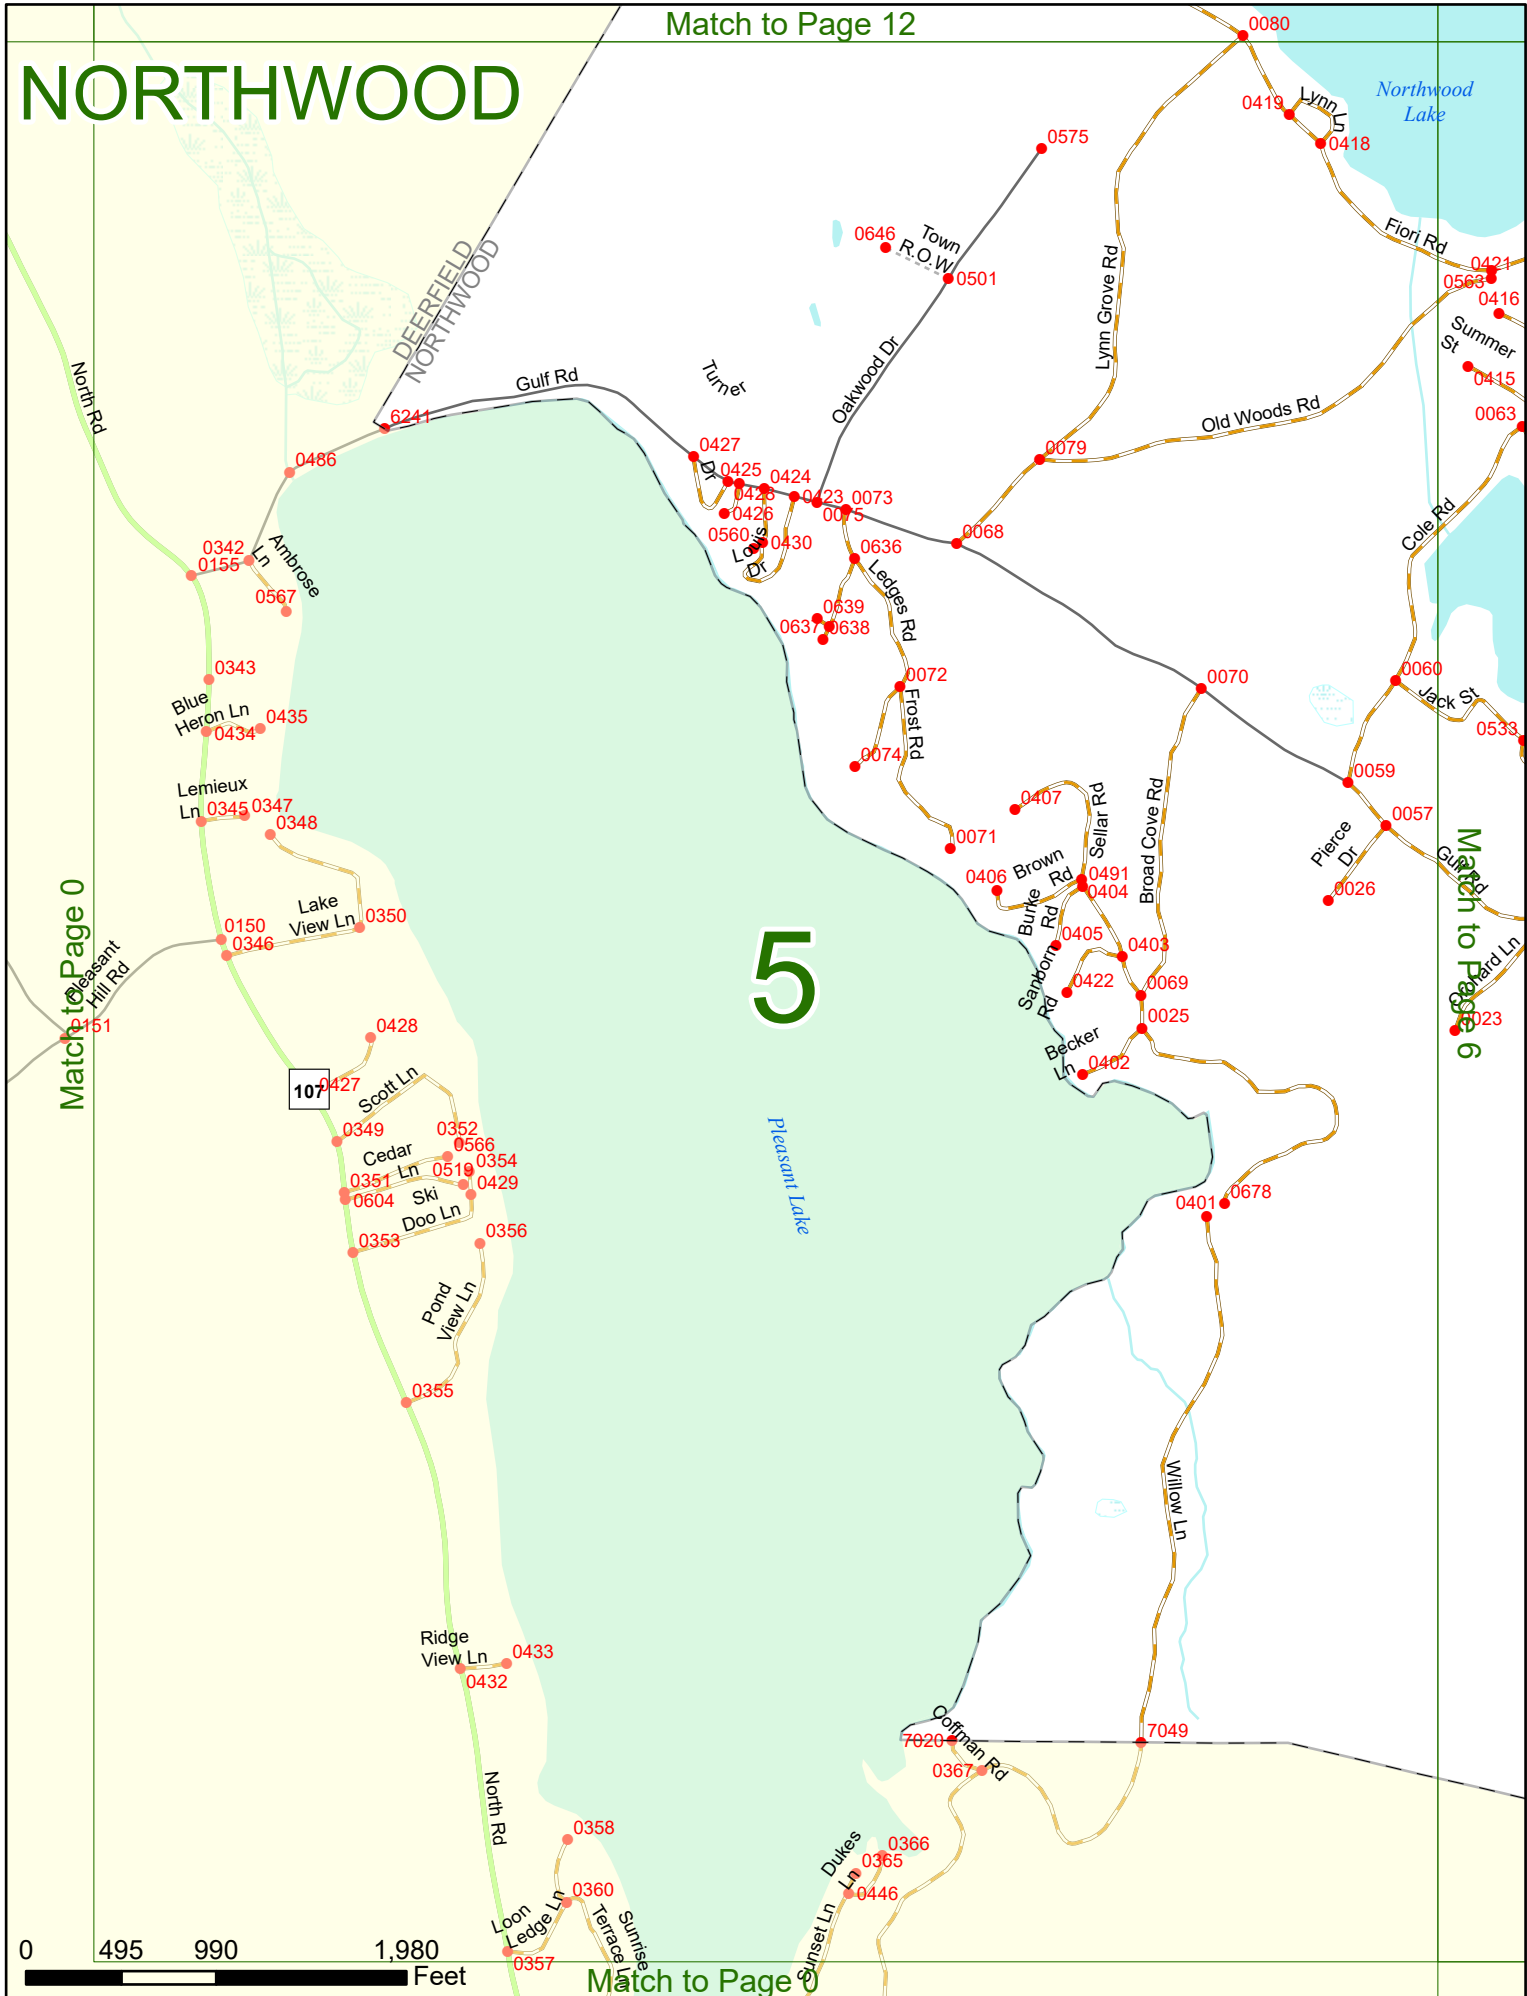 Match to Page 12
NORTHWOOD
0080
Northwood
Lake
0419
Lynn
Ln
0418
0575
Fiori Rd
0646
Town
R.O.W
0501
0421
0563
0416
DEERFIELD
NORTHWOOD
Lynn Grove Rd
Summer
St
0415
North Rd
Gulf Rd
Turner
Dr
Oakwood Dr
Old Woods Rd
6241
0063
0427
0486
0425
0424
0428
0426
0423
0075
0073
0079
0068
Cole Rd
0342
0155
Ambrose
Ln
0567
0560
0430
Louis
Dr
0636
Ledges Rd
0639
0637
0638
0343
Blue
Heron Ln
0434
0435
0072
Frost Rd
0074
0070
0060
Jack St
0533
Lemieux
Ln
0345
0347
0348
0407
Sellar Rd
0071
Broad Cove Rd
0059
0057
Pierce
Dr
0026
Gulf Rd
Match to Page 6
Match to Page 0
Lake
View Ln
0350
0150
0346
Pleasant
Hill Rd
0151
5
0406
Brown
Rd
0491
0404
Burke
Rd
0405
0403
Sanborn
Rd
0422
0069
0025
Becker
Ln
0402
Orchard Ln
0023
0428
107
0427
Scott Ln
0349
0352
0566
Cedar
Ln
0354
0519
0351
0604
0429
Ski
Doo Ln
0353
0356
Pleasant Lake
0401
0678
Pond
View Ln
0355
Willow Ln
Ridge
View Ln
0433
0432
Coffman Rd
7020
7049
0367
North Rd
0358
0366
Dukes
Ln
0365
0446
0360
Loon
Ledge Ln
0357
Sunrise
Terrace Ln
Sunset Ln
0 495 990 1,980
Feet
Match to Page 0